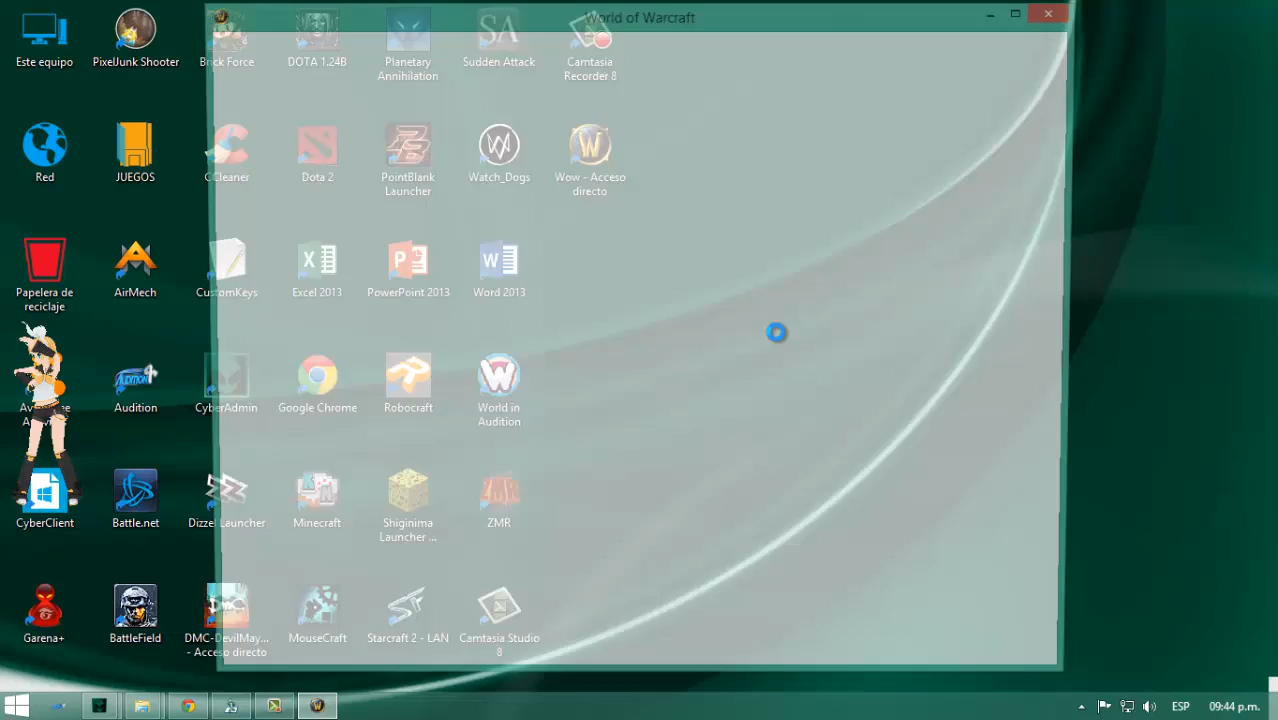 World of Warcraft
Este equipo
PixelJunk Shooter
Brick Force
DOTA 1.24B
Planetary
Annihilation
SA
Sudden Attack
Camtasia
Recorder 8
Red
JUEGOS
CCleaner
Dota 2
PointBlank
Launcher
Watch_Dogs
Wow - Acceso
directo
Papelera de
reciclaje
AirMech
CustomKeys
Excel 2013
PowerPoint 2013
Word 2013
Audition
CyberAdmin
Google Chrome
Robocraft
World in
Audition
CyberClient
Battle.net
Dizzel Launcher
Minecraft
Shiginima
Launcher ...
ZMR
Garena+
BattleField
DMC-DevilMay...
- Acceso directo
MouseCraft
Starcraft 2 - LAN
Camtasia Studio
8
ESP
09:44 p.m.